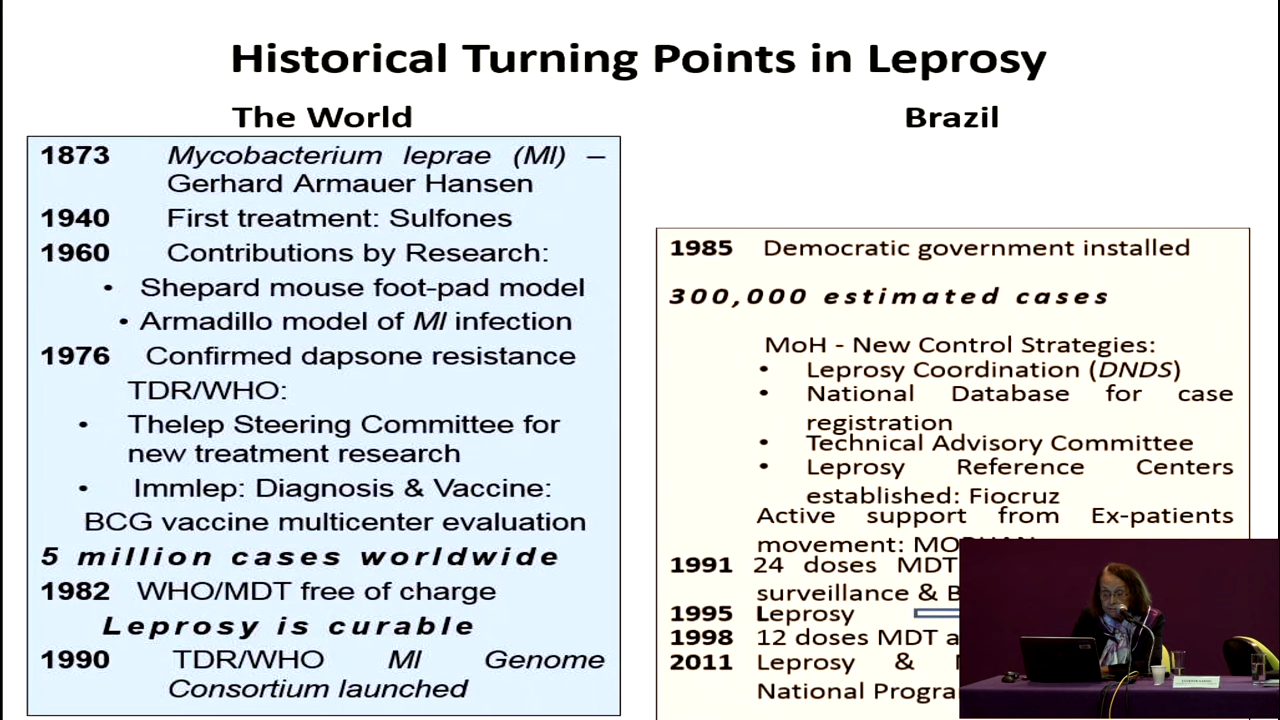 Historical Turning Points in Leprosy
The World
1873 Mycobacterium leprae (Ml) –
Gerhard Armauer Hansen
1940 First treatment: Sulfones
1960 Contributions by Research:
• Shepard mouse foot-pad model
• Armadillo model of Ml infection
1976 Confirmed dapsone resistance
TDR/WHO:
• Thelep Steering Committee for
new treatment research
• Immlep: Diagnosis & Vaccine:
BCG vaccine multicenter evaluation
5 million cases worldwide
1982 WHO/MDT free of charge
Leprosy is curable
1990 TDR/WHO Ml Genome
Consortium launched
Brazil
1985 Democratic government installed
300,000 estimated cases
MoH - New Control Strategies:
• Leprosy Coordination (DNDS)
• National Database for case
registration
• Technical Advisory Committee
• Leprosy Reference Centers
established: Fiocruz
Active support from Ex-patients
movement:
1991 24 doses MDT
surveillance &
1995 Leprosy
1998 12 doses MDT
2011 Leprosy &
National